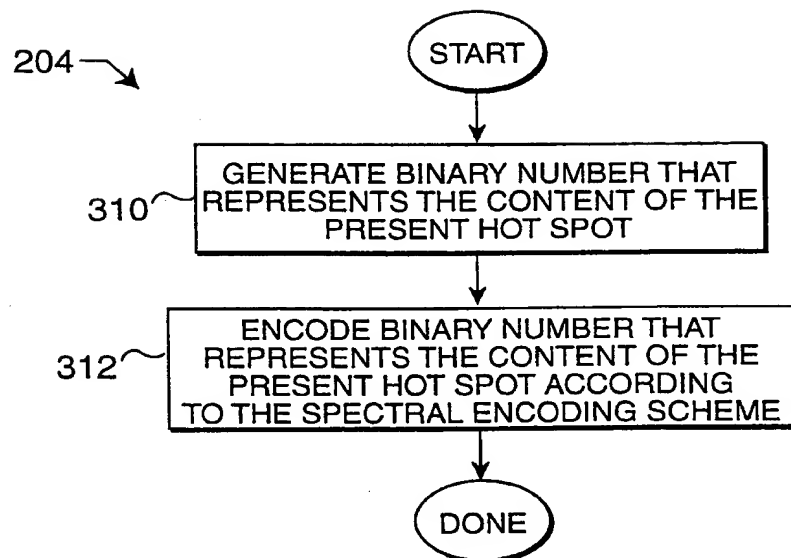 204
START
310
GENERATE BINARY NUMBER THAT
REPRESENTS THE CONTENT OF THE
PRESENT HOT SPOT
312
ENCODE BINARY NUMBER THAT
REPRESENTS THE CONTENT OF THE
PRESENT HOT SPOT ACCORDING
TO THE SPECTRAL ENCODING SCHEME
DONE